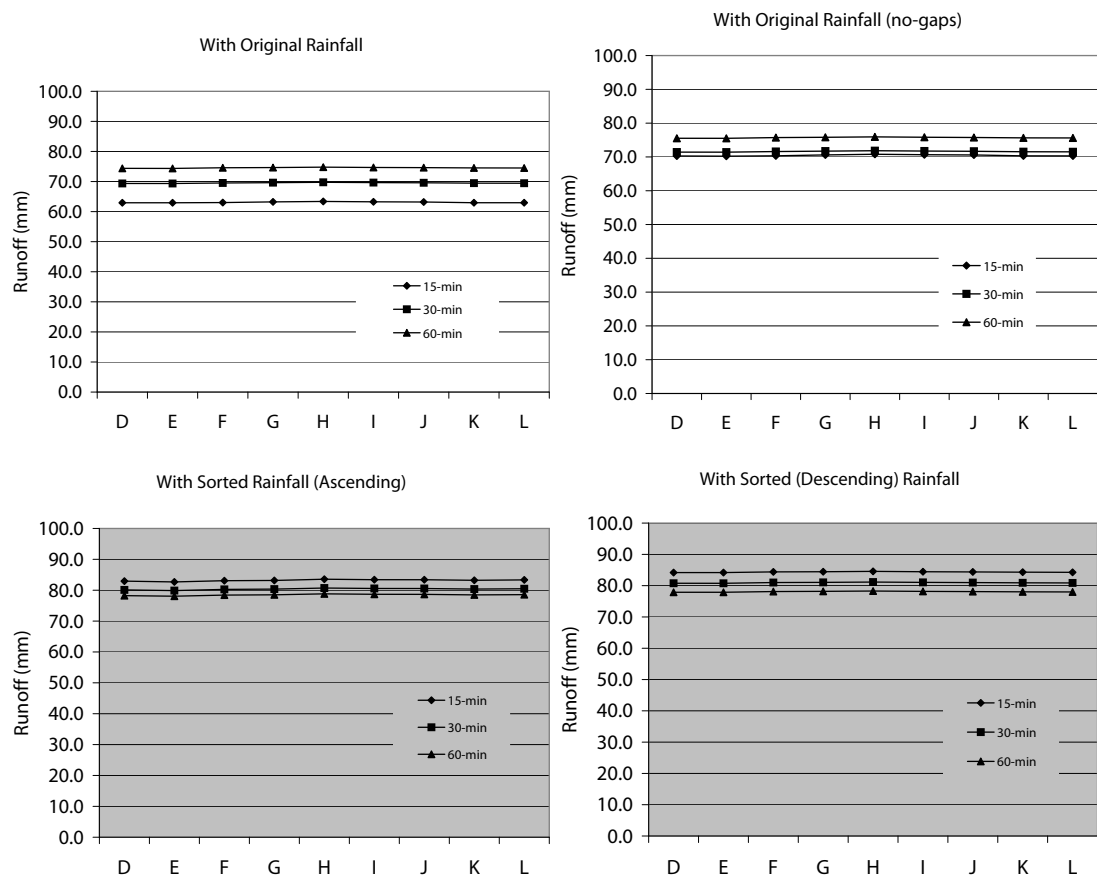 With Original Rainfall
Runoff (mm)
100.0
90.0
80.0
70.0
60.0
50.0
40.0
30.0
20.0
10.0
0.0
D E F G H I J K L
15-min
30-min
60-min
With Original Rainfall (no-gaps)
Runoff (mm)
100.0
90.0
80.0
70.0
60.0
50.0
40.0
30.0
20.0
10.0
0.0
D E F G H I J K L
15-min
30-min
60-min
With Sorted Rainfall (Ascending)
Runoff (mm)
100.0
90.0
80.0
70.0
60.0
50.0
40.0
30.0
20.0
10.0
0.0
D E F G H I J K L
15-min
30-min
60-min
With Sorted (Descending) Rainfall
Runoff (mm)
100.0
90.0
80.0
70.0
60.0
50.0
40.0
30.0
20.0
10.0
0.0
D E F G H I J K L
15-min
30-min
60-min